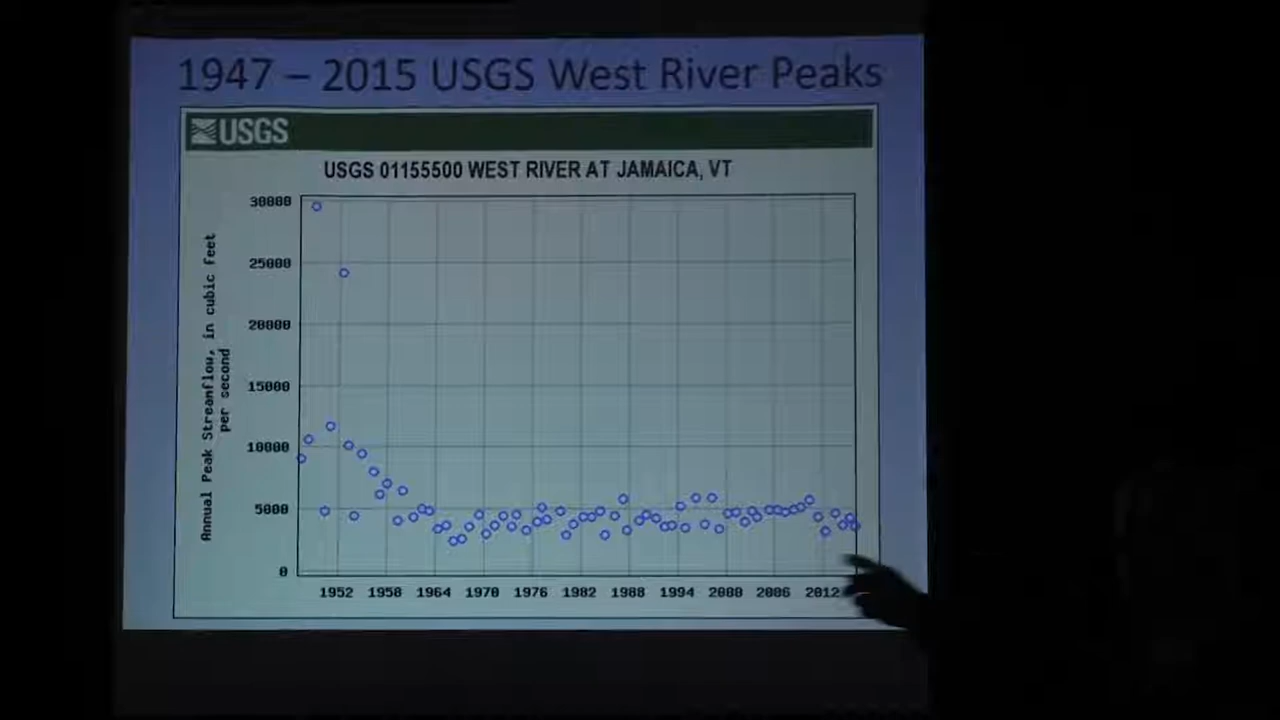 1947 – 2015 USGS West River Peaks
USGS
USGS 01155500 WEST RIVER AT JAMAICA, VT
Annual Peak Streamflow, in cubic feet
per second
30000
25000
20000
15000
10000
5000
0
1952 1958 1964 1970 1976 1982 1988 1994 2000 2006 2012